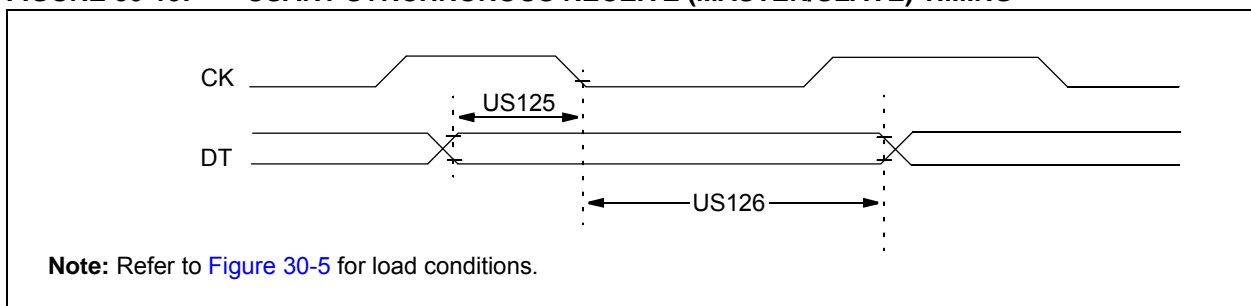 CK
US125
DT
US126
Note: Refer to Figure 30-5 for load conditions.